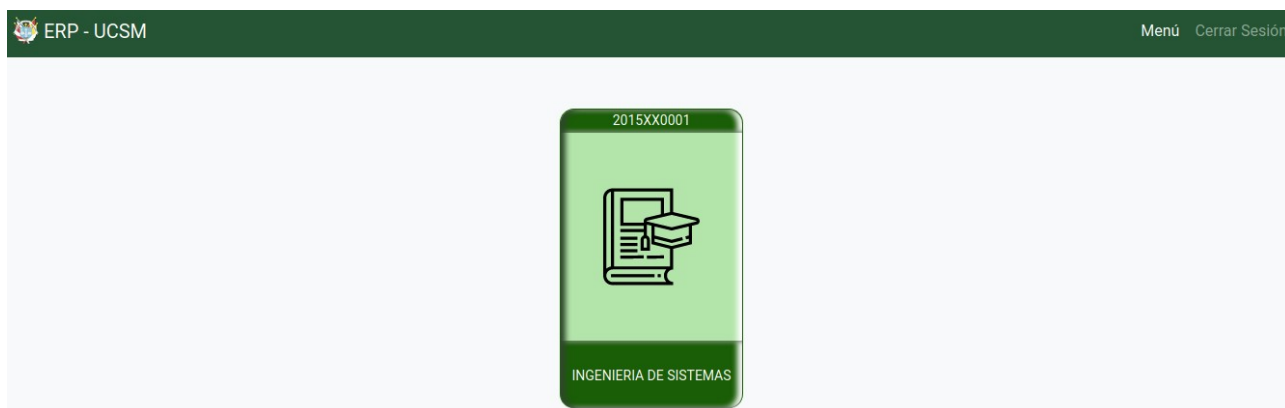 ERP - UCSM
Menú Cerrar Sesión
2015XX0001
INGENIERIA DE SISTEMAS